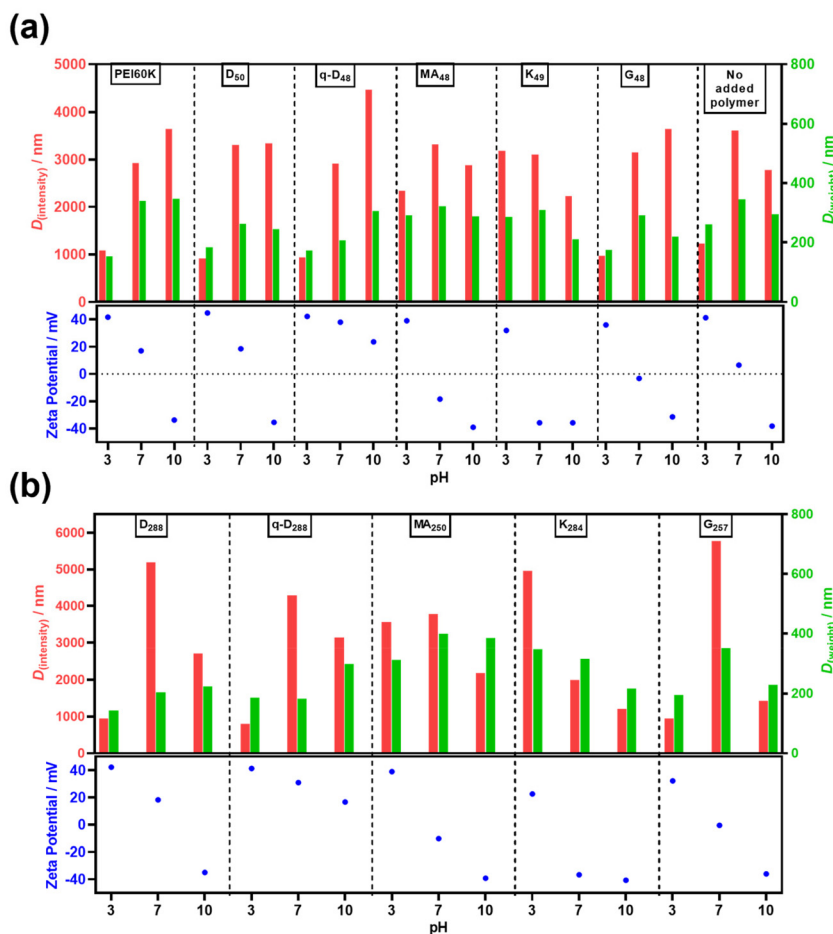 (a)
PEI60K
D50
q-D48
MA48
K49
G48
No
added
polymer
5000
4000
3000
2000
1000
0
D(intensity) / nm
800
600
400
200
0
D(weight) / nm
40
20
0
-20
-40
Zeta Potential / mV
3 7 10 3 7 10 3 7 10 3 7 10 3 7 10 3 7 10 3 7 10
pH
(b)
D288
q-D288
MA250
K284
G257
6000
5000
4000
3000
2000
1000
0
D(intensity) / nm
800
600
400
200
0
D(weight) / nm
40
20
0
-20
-40
Zeta Potential / mV
3 7 10 3 7 10 3 7 10 3 7 10 3 7 10
pH